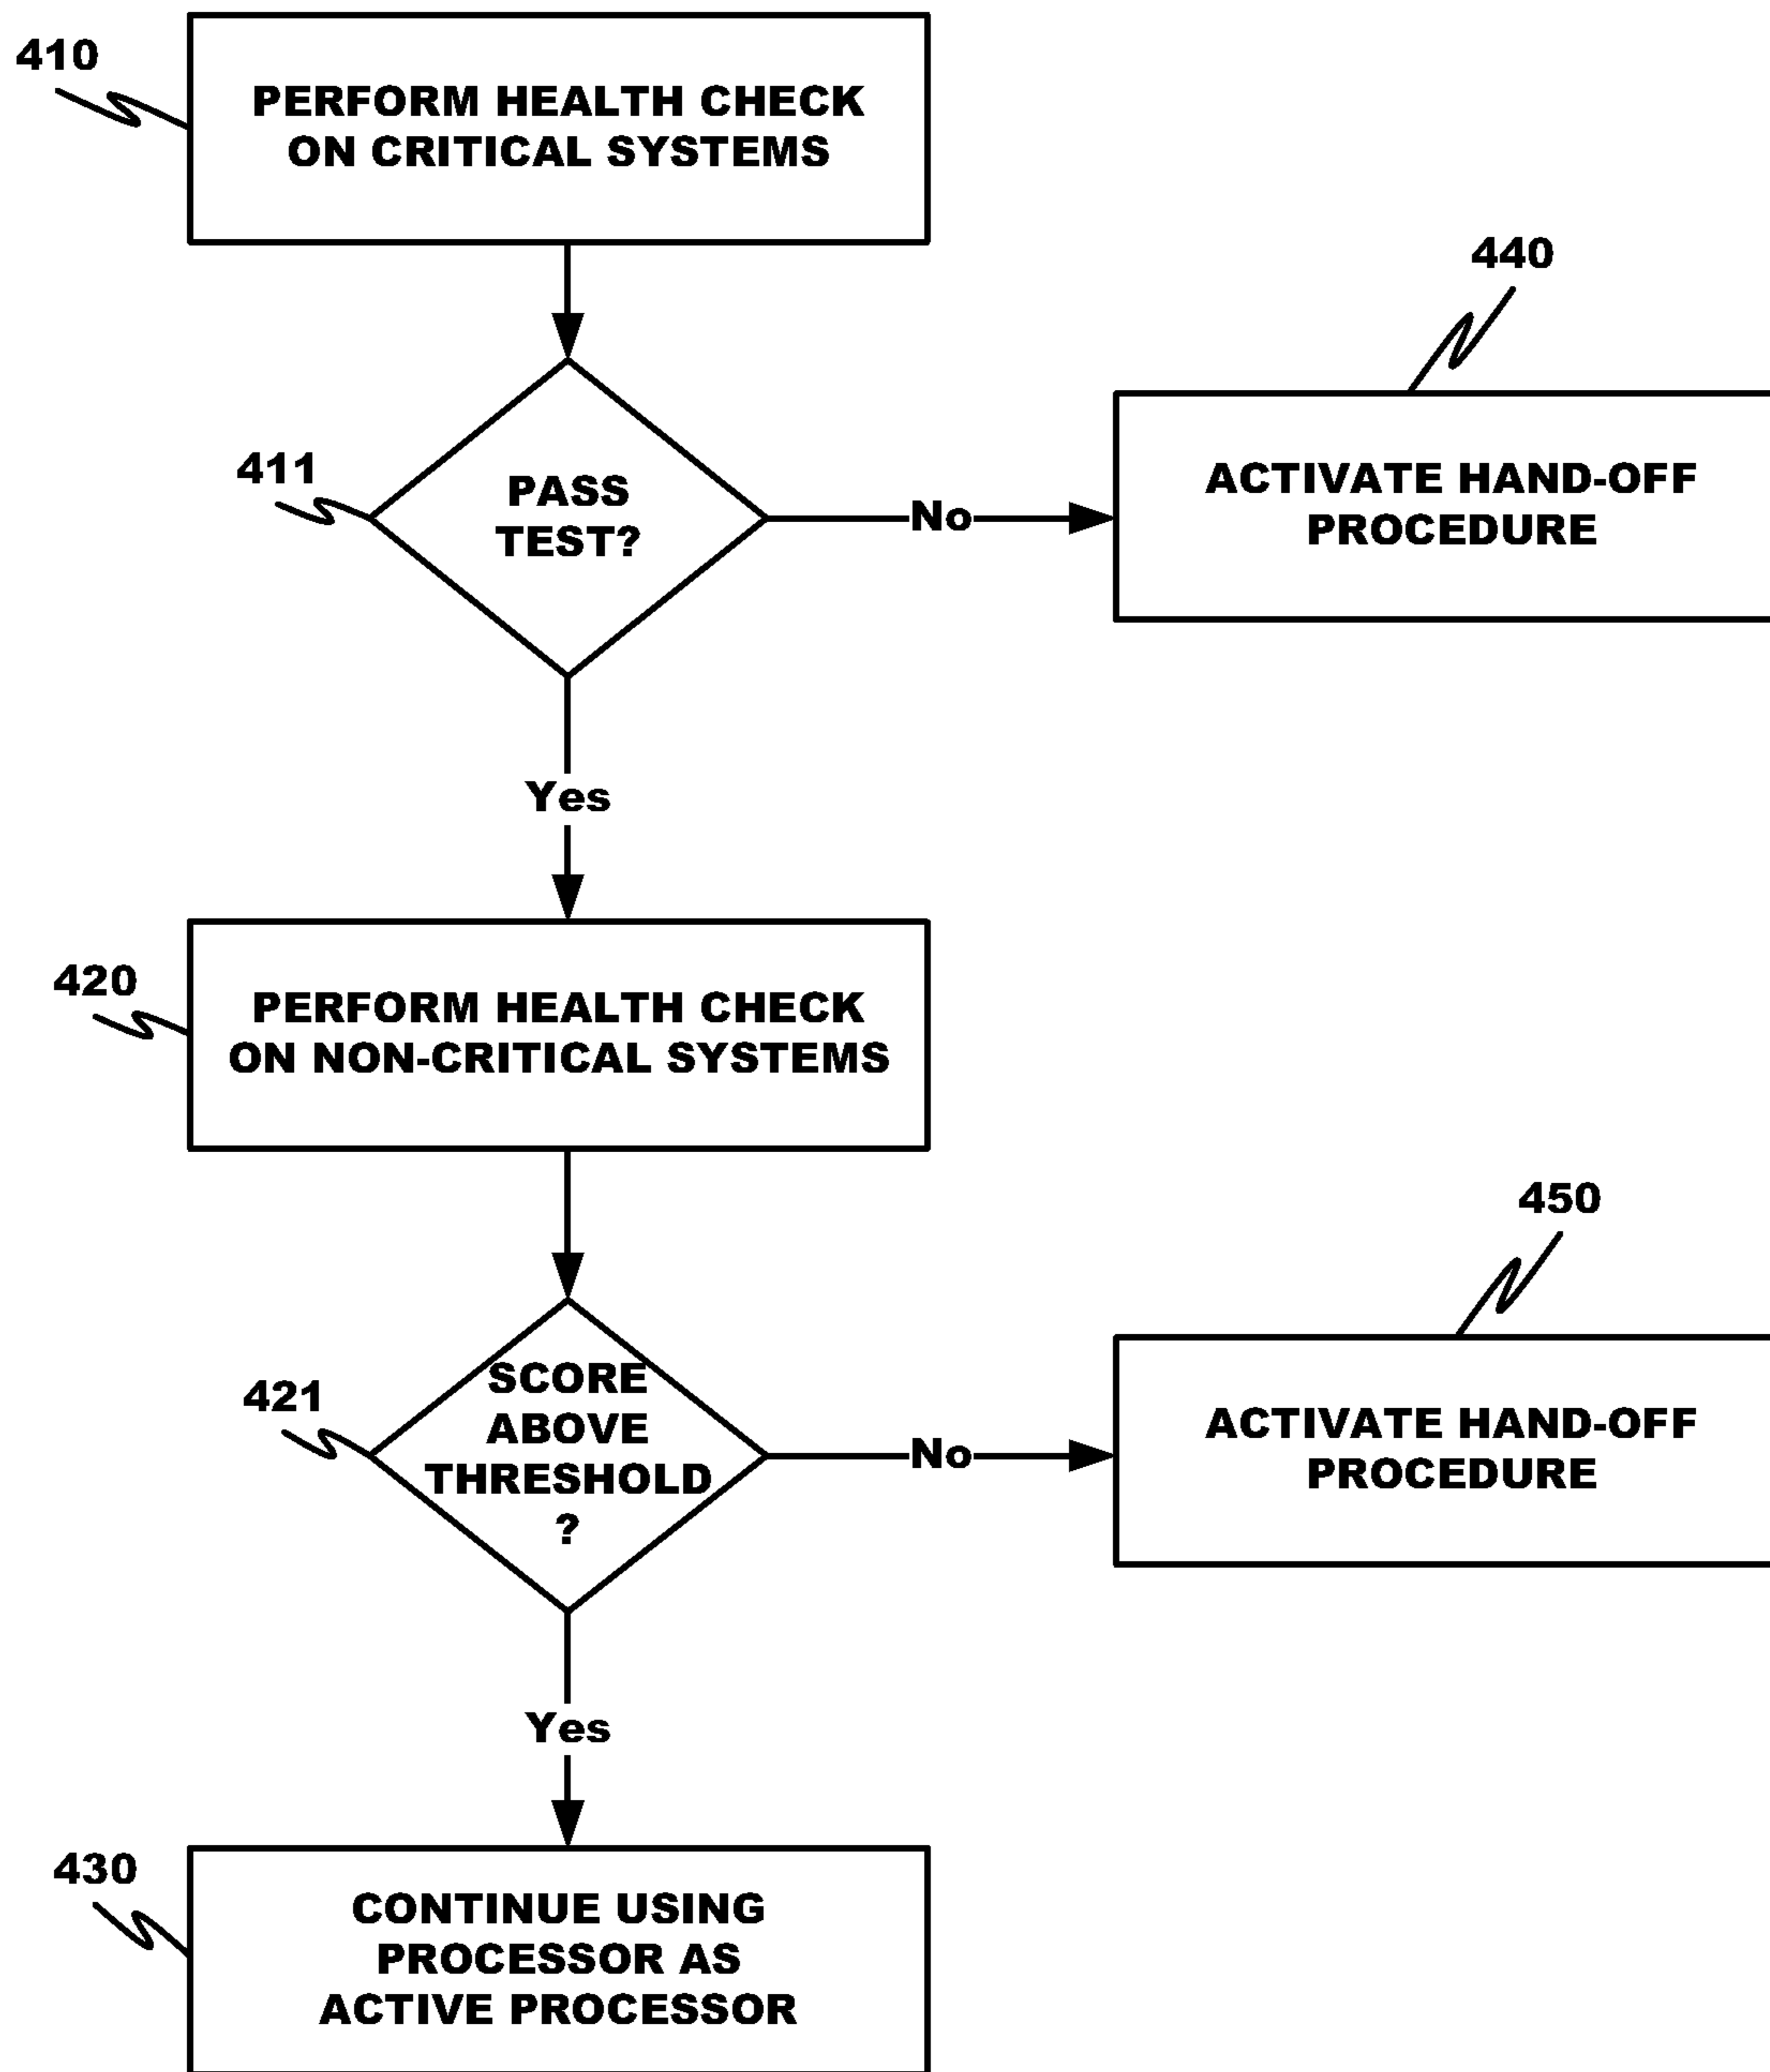 410
PERFORM HEALTH CHECK
ON CRITICAL SYSTEMS
440
411
PASS
TEST?
No
ACTIVATE HAND-OFF
PROCEDURE
Yes
420
PERFORM HEALTH CHECK
ON NON-CRITICAL SYSTEMS
450
421
SCORE
ABOVE
THRESHOLD
?
No
ACTIVATE HAND-OFF
PROCEDURE
Yes
430
CONTINUE USING
PROCESSOR AS
ACTIVE PROCESSOR